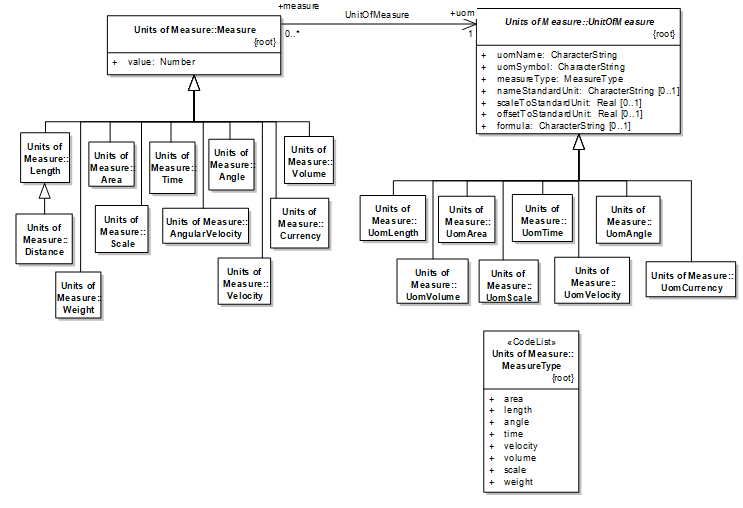 +measure
UnitOfMeasure
+uom
0..*
1
Units of Measure::Measure
{root}
+ value: Number
Units of Measure::UnitOfMeasure
{root}
+ uomName: CharacterString
+ uomSymbol: CharacterString
+ measureType: MeasureType
+ nameStandardUnit: CharacterString [0..1]
+ scaleToStandardUnit: Real [0..1]
+ offsetToStandardUnit: Real [0..1]
+ formula: CharacterString [0..1]
Units of
Measure::
Length
Units of
Measure::
Area
Units of
Measure::
Time
Units of
Measure::
Angle
Units of
Measure::
Volume
Units of
Measure::
Distance
Units of
Measure::
Scale
Units of Measure::
AngularVelocity
Units of
Measure::
Currency
Units of
Measure::
Weight
Units of
Measure::
Velocity
Units of
Measure::
UomLength
Units of
Measure::
UomArea
Units of
Measure::
UomTime
Units of
Measure::
UomAngle
Units of
Measure::
UomVolume
Units of
Measure::
UomScale
Units of
Measure::
UomVelocity
Units of Measure::
UomCurrency
«CodeList»
Units of Measure::
MeasureType
{root}
+ area
+ length
+ angle
+ time
+ velocity
+ volume
+ scale
+ weight